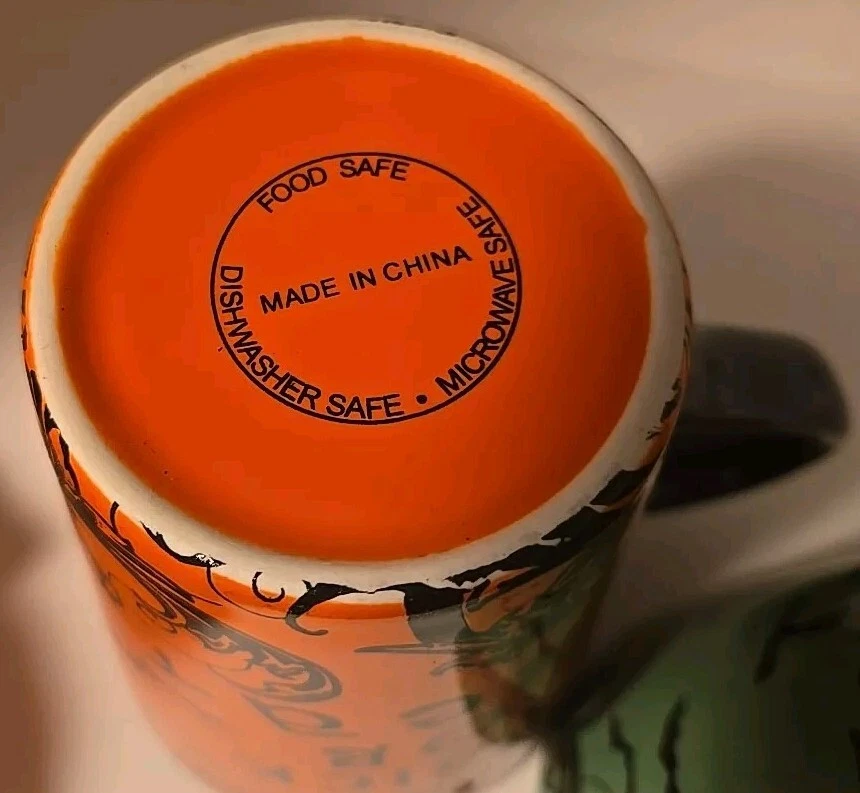 FOOD SAFE
MADE IN CHINA
DISHWASHER SAFE • MICROWAVE SAFE